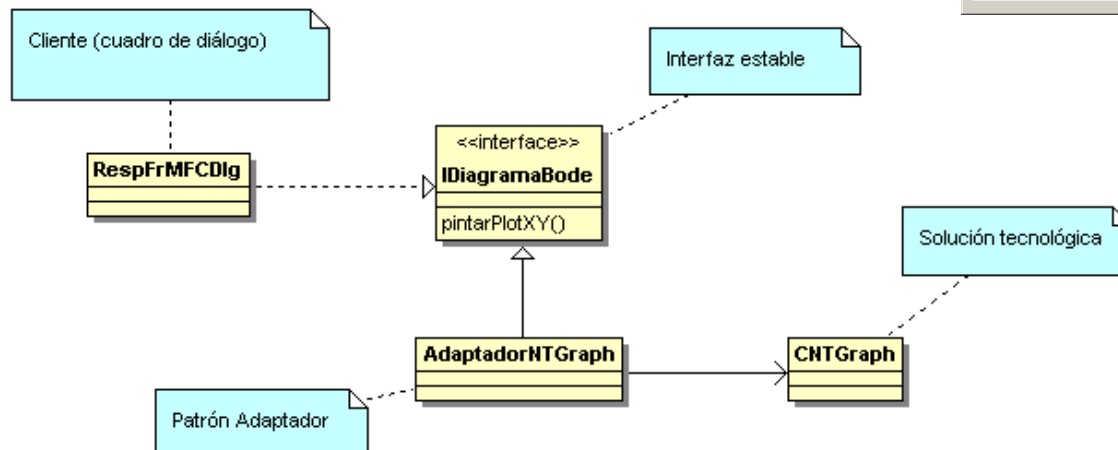 Cliente (cuadro de diálogo)
Interfaz estable
<<interface>>
IDiagramaBode
pintarPlotXY()
RespFrMFCDlg
Solución tecnológica
AdaptadorNTGraph
CNTGraph
Patrón Adaptador